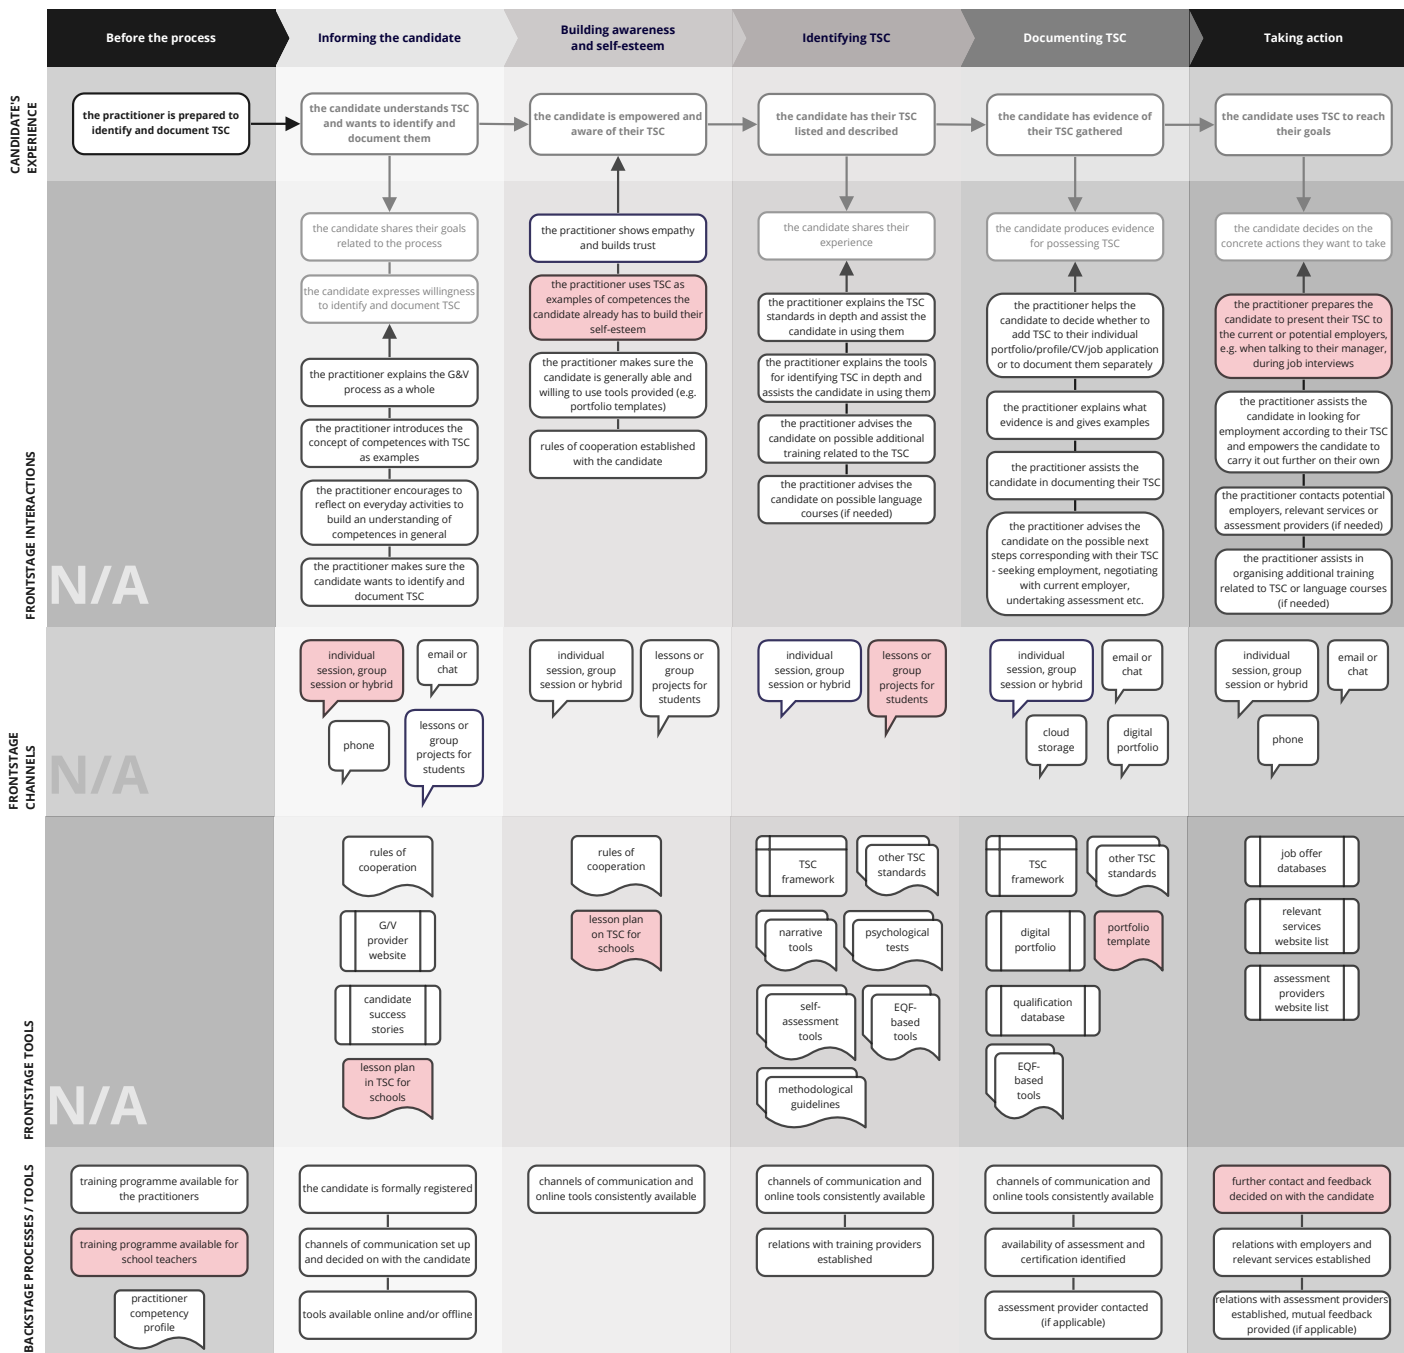 Before the process
Informing the candidate
Building awareness
and self-esteem
Identifying TSC
Documenting TSC
Taking action
CANDIDATE'S
EXPERIENCE
the practitioner is prepared to
identify and document TSC
the candidate understands TSC
and wants to identify and
document them
the candidate is empowered and
aware of their TSC
the candidate has their TSC
listed and described
the candidate has evidence of
their TSC gathered
the candidate uses TSC to reach
their goals
FRONTSTAGE INTERACTIONS
N/A
the candidate shares their goals
related to the process
the candidate expresses willingness
to identify and document TSC
the practitioner explains the G&V
process as a whole
the practitioner introduces the
concept of competences with TSC
as examples
the practitioner encourages to
reflect on everyday activities to
build an understanding of
competences in general
the practitioner makes sure the
candidate wants to identify and
document TSC
the practitioner shows empathy
and builds trust
the practitioner uses TSC as
examples of competences the
candidate already has to build their
self-esteem
the practitioner makes sure the
candidate is generally able and
willing to use tools provided (e.g.
portfolio templates)
rules of cooperation established
with the candidate
the candidate shares their
experience
the practitioner explains the TSC
standards in depth and assist the
candidate in using them
the practitioner explains the tools
for identifying TSC in depth and
assists the candidate in using them
the practitioner advises the
candidate on possible additional
training related to the TSC
the practitioner advises the
candidate on possible language
courses (if needed)
the candidate produces evidence
for possessing TSC
the practitioner helps the
candidate to decide whether to
add TSC to their individual
portfolio/profile/CV/job application
or to document them separately
the practitioner explains what
evidence is and gives examples
the practitioner assists the
candidate in documenting their TSC
the practitioner advises the
candidate on the possible next
steps corresponding with their TSC
- seeking employment, negotiating
with current employer,
undertaking assessment etc.
the candidate decides on the
concrete actions they want to take
the practitioner prepares the
candidate to present their TSC to
the current or potential employers,
e.g. when talking to their manager,
during job interviews
the practitioner assists the
candidate in looking for
employment according to their TSC
and empowers the candidate to
carry it out further on their own
the practitioner contacts potential
employers, relevant services or
assessment providers (if needed)
the practitioner assists in
organising additional training
related to TSC or language courses
(if needed)
FRONTSTAGE
CHANNELS
N/A
individual
session, group
session or hybrid
email or
chat
phone
lessons or
group
projects for
students
individual
session, group
session or hybrid
lessons or
group
projects for
students
individual
session, group
session or hybrid
lessons or
group
projects for
students
individual
session, group
session or hybrid
email or
chat
cloud
storage
digital
portfolio
individual
session, group
session or hybrid
email or
chat
phone
FRONTSTAGE TOOLS
N/A
rules of
cooperation
G/V
provider
website
candidate
success
stories
lesson plan
in TSC for
schools
rules of
cooperation
lesson plan
on TSC for
schools
TSC
framework
other TSC
standards
narrative
tools
psychological
tests
self-
assessment
tools
EQF-
based
tools
methodological
guidelines
TSC
framework
other TSC
standards
digital
portfolio
portfolio
template
qualification
database
EQF-
based
tools
job offer
databases
relevant
services
website list
assessment
providers
website list
BACKSTAGE PROCESSES / TOOLS
training programme available for
the practitioners
training programme available for
school teachers
practitioner
competency
profile
the candidate is formally registered
channels of communication set up
and decided on with the candidate
tools available online and/or offline
channels of communication and
online tools consistently available
channels of communication and
online tools consistently available
relations with training providers
established
channels of communication and
online tools consistently available
availability of assessment and
certification identified
assessment provider contacted
(if applicable)
further contact and feedback
decided on with the candidate
relations with employers and
relevant services established
relations with assessment providers
established, mutual feedback
provided (if applicable)